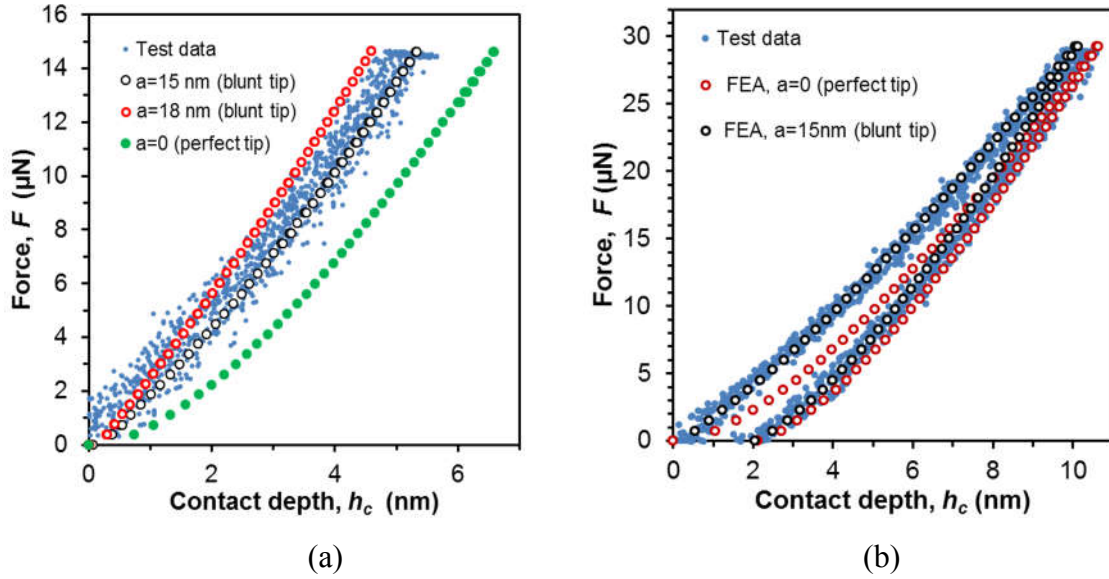 16
14
12
10
8
6
4
2
0
Force, F (µN)
Test data
a=15 nm (blunt tip)
a=18 nm (blunt tip)
a=0 (perfect tip)
0 2 4 6
Contact depth, hc (nm)
(a)
30
25
20
15
10
5
0
Force, F (µN)
Test data
FEA, a=0 (perfect tip)
FEA, a=15nm (blunt tip)
0 2 4 6 8 10
Contact depth, hc (nm)
(b)